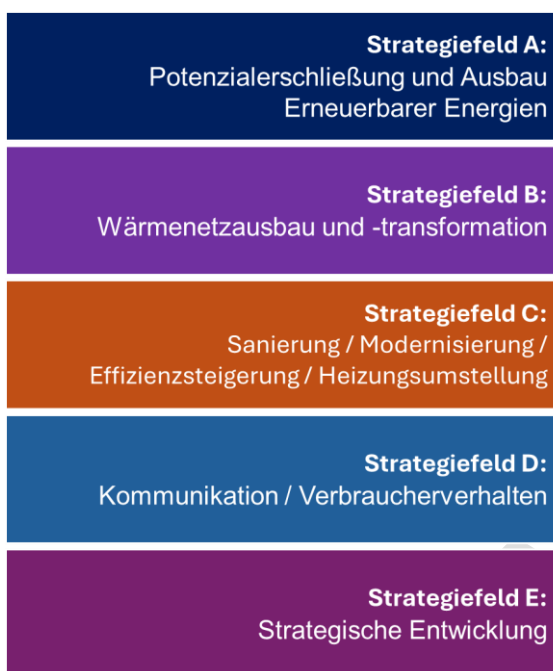 Strategiefeld A:
Potenzialerschließung und Ausbau
Erneuerbarer Energien
Strategiefeld B:
Wärmenetzausbau und -transformation
Strategiefeld C:
Sanierung / Modernisierung /
Effizienzsteigerung / Heizungsumstellung
Strategiefeld D:
Kommunikation / Verbraucherverhalten
Strategiefeld E:
Strategische Entwicklung